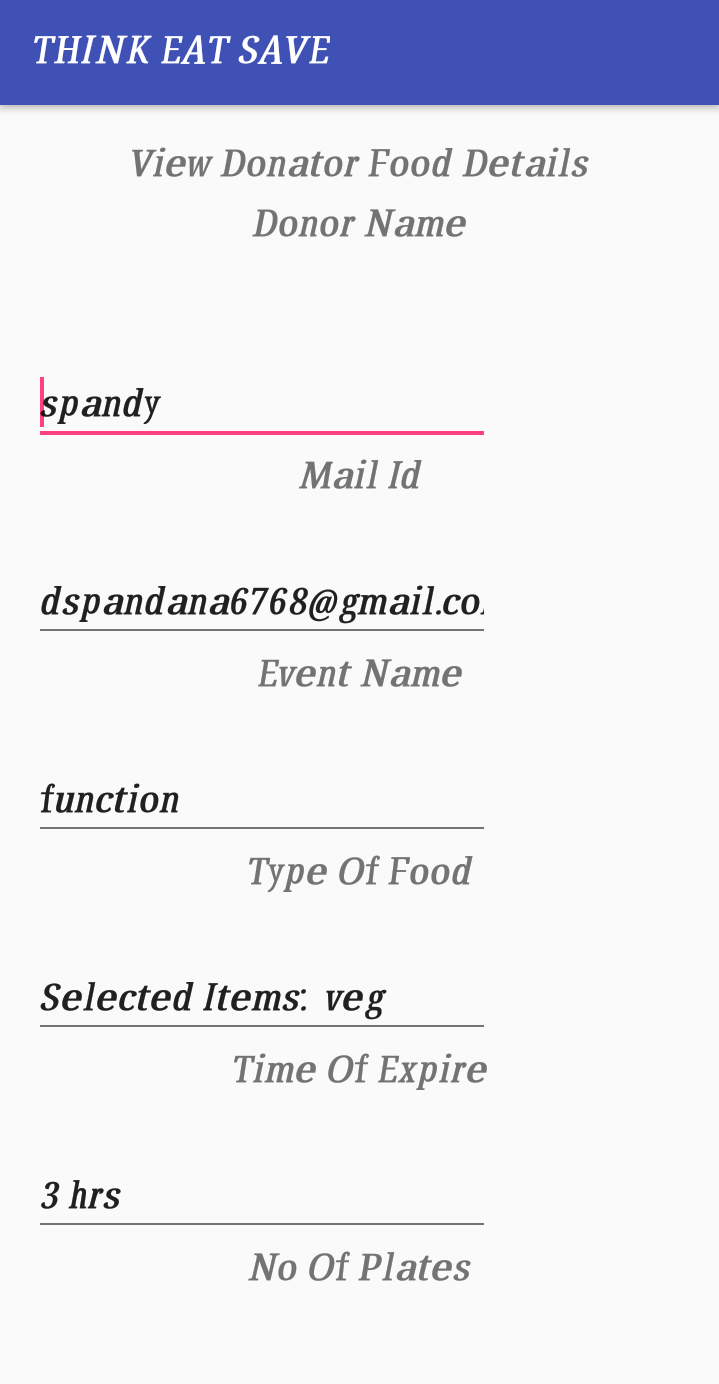 THINK EAT SAVE
View Donator Food Details
Donor Name
spandy
Mail Id
dspandana6768@gmail.co
Event Name
function
Type Of Food
Selected Items: veg
Time Of Expire
3 hrs
No Of Plates